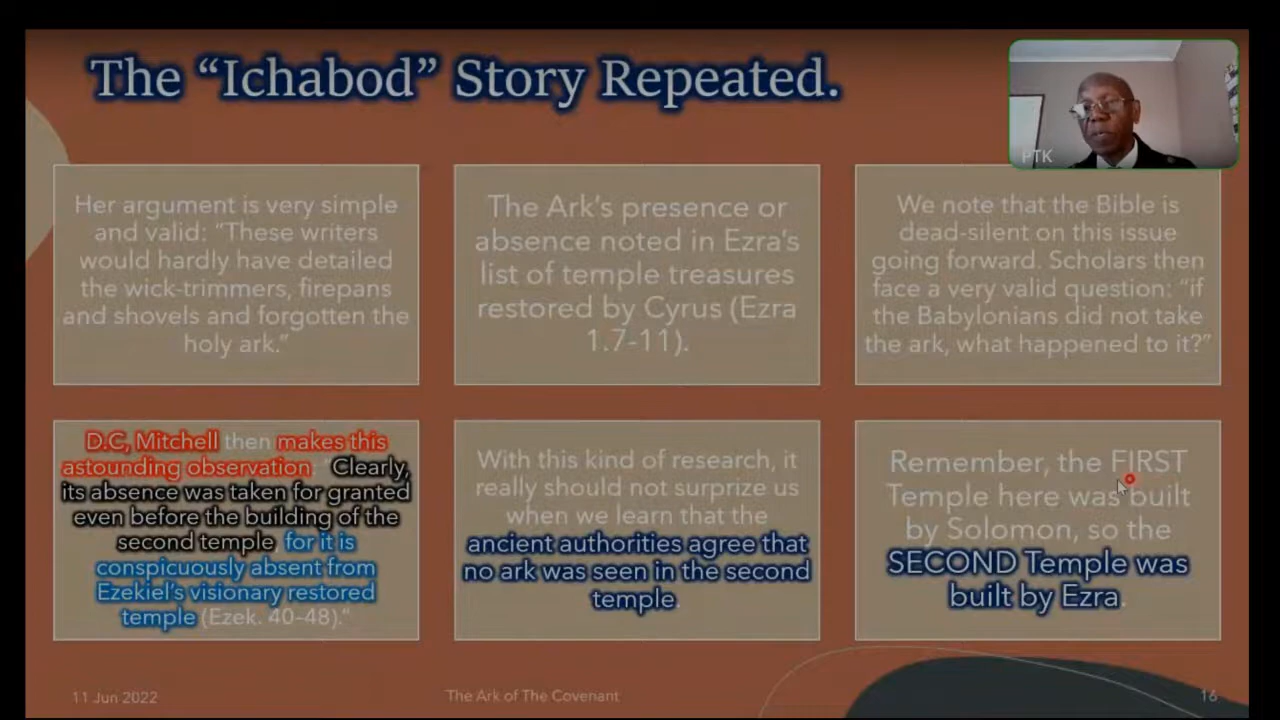 The “Ichabod” Story Repeated.
PTK
Her argument is very simple
and valid: “These writers
would hardly have detailed
the wick-trimmers, firepans
and shovels and forgotten the
holy ark.”
The Ark’s presence or
absence noted in Ezra’s
list of temple treasures
restored by Cyrus (Ezra
1.7-11).
We note that the Bible is
dead-silent on this issue
going forward. Scholars then
face a very valid question: “if
the Babylonians did not take
the ark, what happened to it?”
D.C, Mitchell then makes this
astounding observation: “Clearly,
its absence was taken for granted
even before the building of the
second temple for it is
conspicuously absent from
Ezekiel’s visionary restored
temple (Ezek. 40–48).”
With this kind of research, it
really should not surprize us
when we learn that the
ancient authorities agree that
no ark was seen in the second
temple.
Remember, the FIRST
Temple here was built
by Solomon, so the
SECOND Temple was
built by Ezra.
11 Jun 2022
The Ark of The Covenant
16